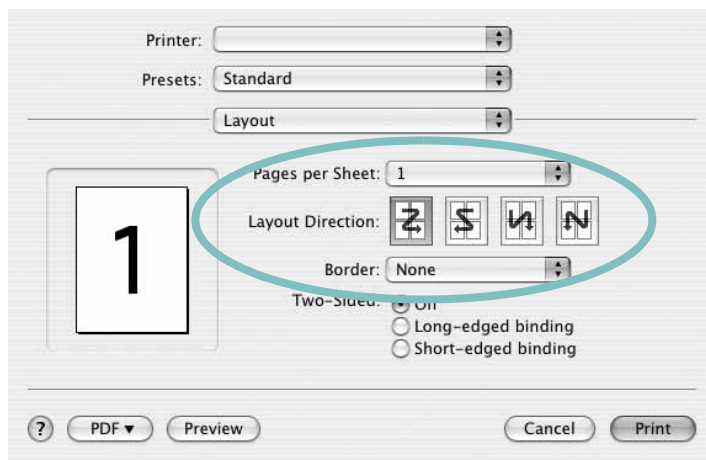 Printer:
Presets: Standard
Layout
Pages per Sheet: 1
Layout Direction:
Border: None
1
Two-Sided: Off
Long-edged binding
Short-edged binding
? PDF▼ Preview Cancel Print